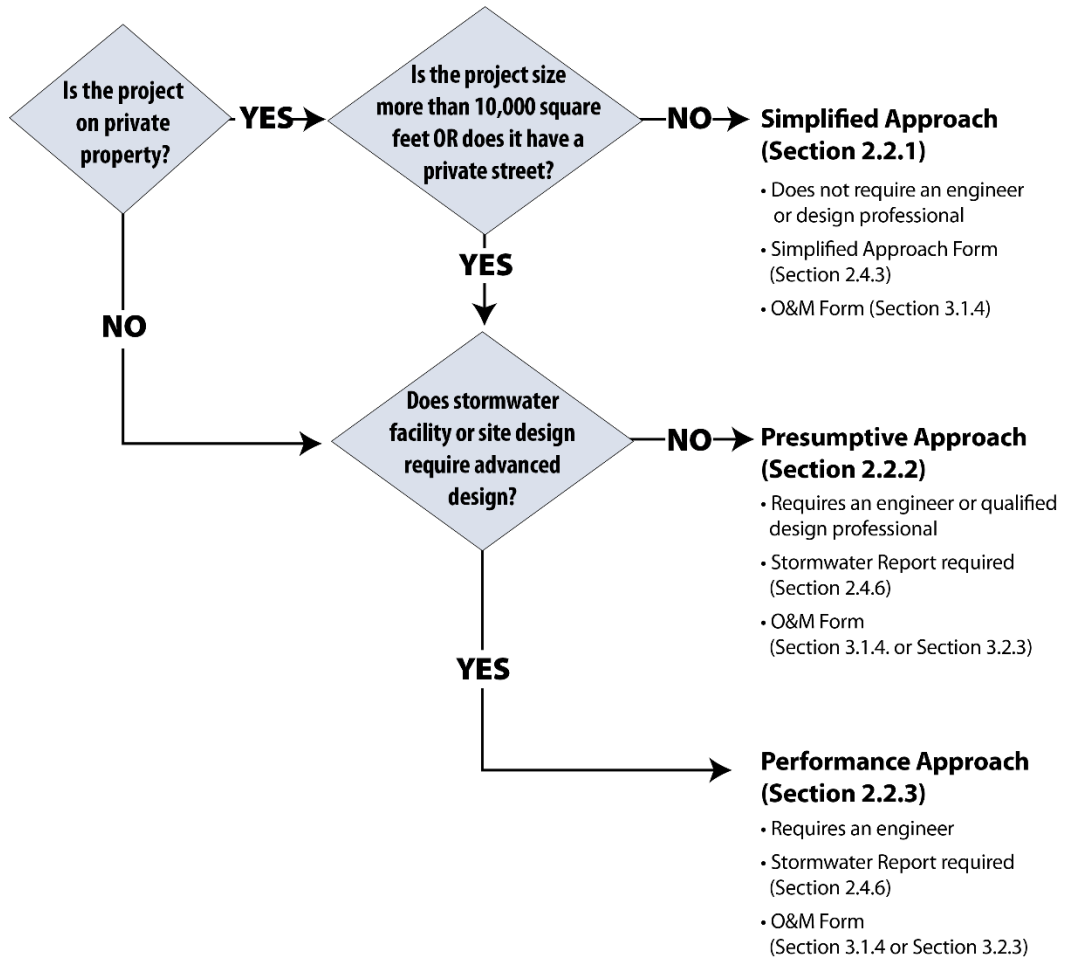 Is the project
on private
property?
YES
Is the project size
more than 10,000 square
feet OR does it have a
private street?
NO
Simplified Approach
(Section 2.2.1)
• Does not require an engineer
or design professional
• Simplified Approach Form
(Section 2.4.3)
• O&M Form (Section 3.1.4)
YES
NO
Does stormwater
facility or site design
require advanced
design?
NO
Presumptive Approach
(Section 2.2.2)
• Requires an engineer or qualified
design professional
• Stormwater Report required
(Section 2.4.6)
• O&M Form
(Section 3.1.4. or Section 3.2.3)
YES
Performance Approach
(Section 2.2.3)
• Requires an engineer
• Stormwater Report required
(Section 2.4.6)
• O&M Form
(Section 3.1.4 or Section 3.2.3)